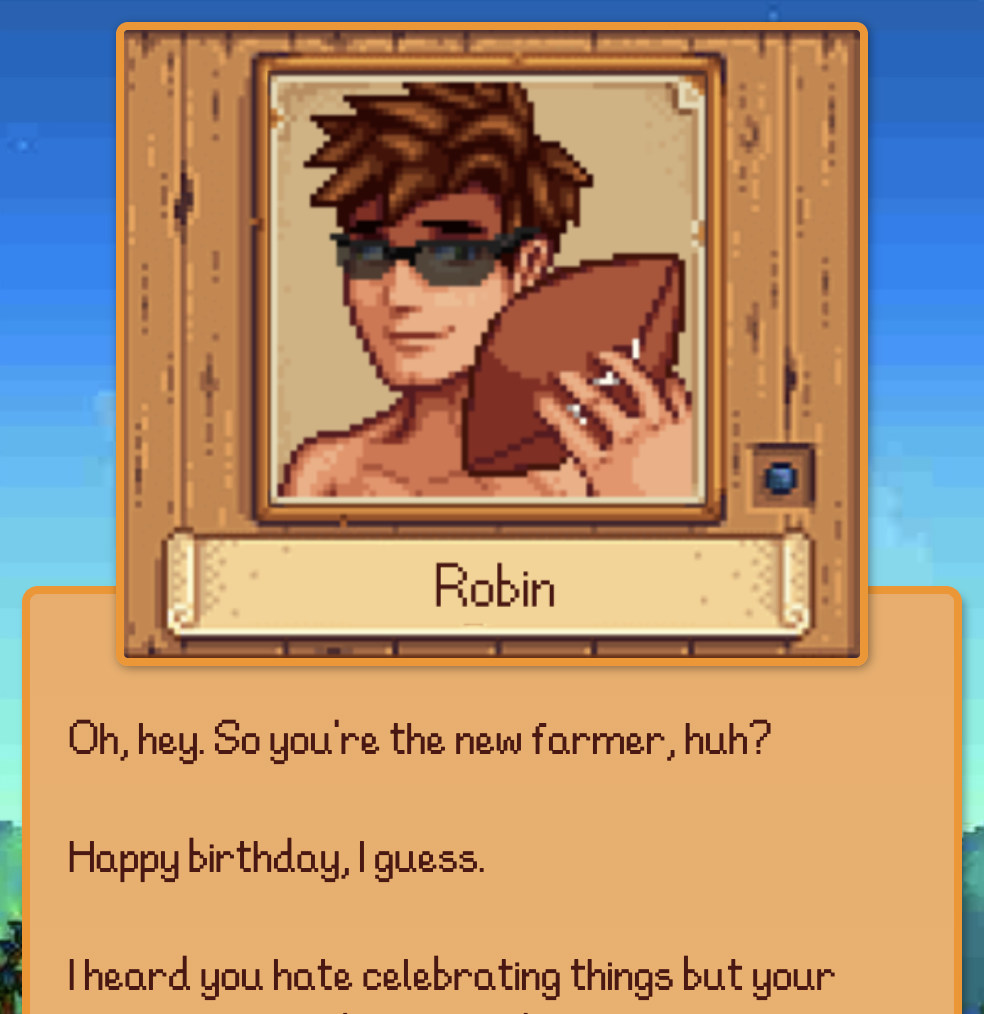 Robin
Oh, hey. So you're the new farmer, huh?
Happy birthday, I guess.
I heard you hate celebrating things but your